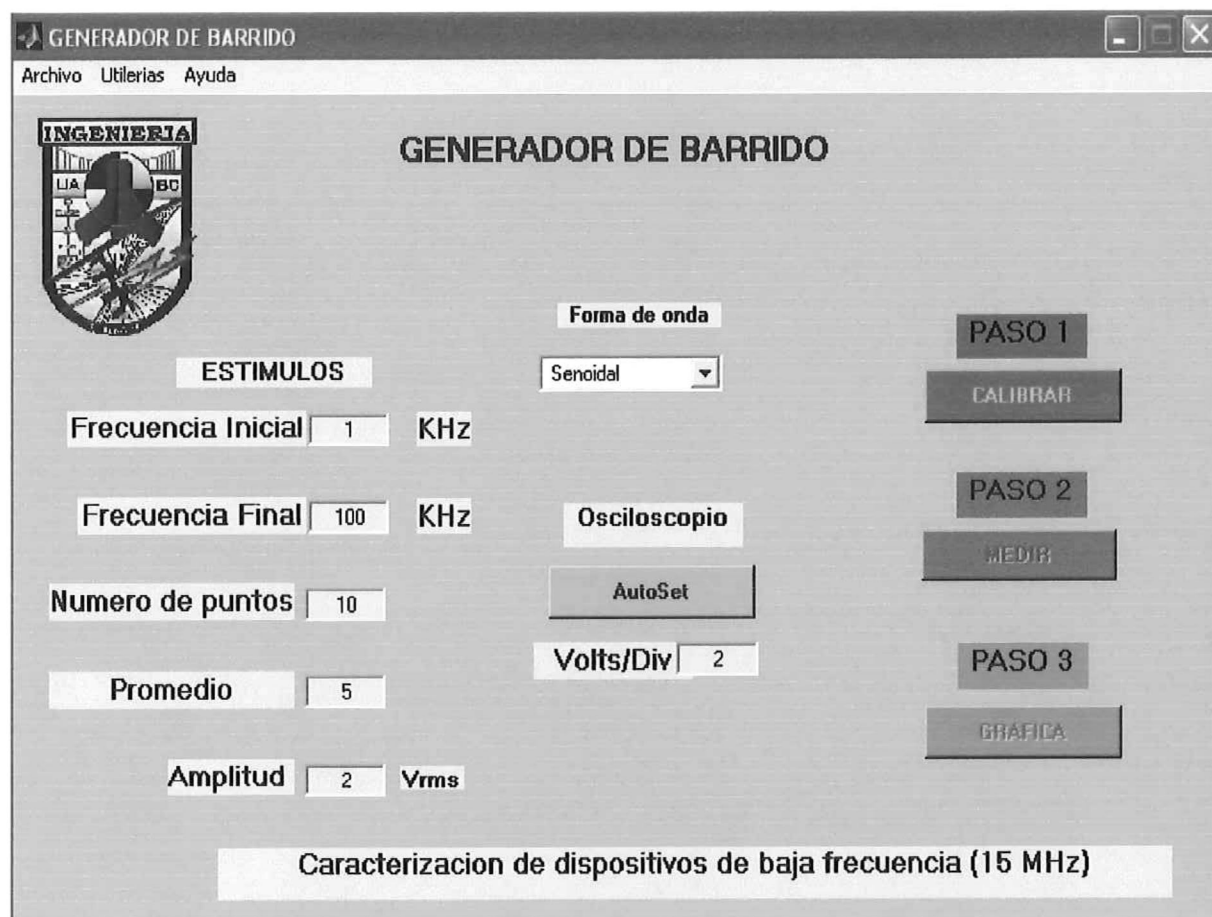 GENERADOR DE BARRIDO
Archivo Utilerias Ayuda
INGENIERIA
UA BC
GENERADOR DE BARRIDO
Forma de onda
Senoidal
ESTIMULOS
Frecuencia Inicial 1 KHz
Frecuencia Final 100 KHz
Numero de puntos 10
Promedio 5
Amplitud 2 Vrms
Osciloscopio
AutoSet
Volts/Div 2
PASO 1
CALIBRAR
PASO 2
MEDIR
PASO 3
GRAFICA
Caracterizacion de dispositivos de baja frecuencia (15 MHz)